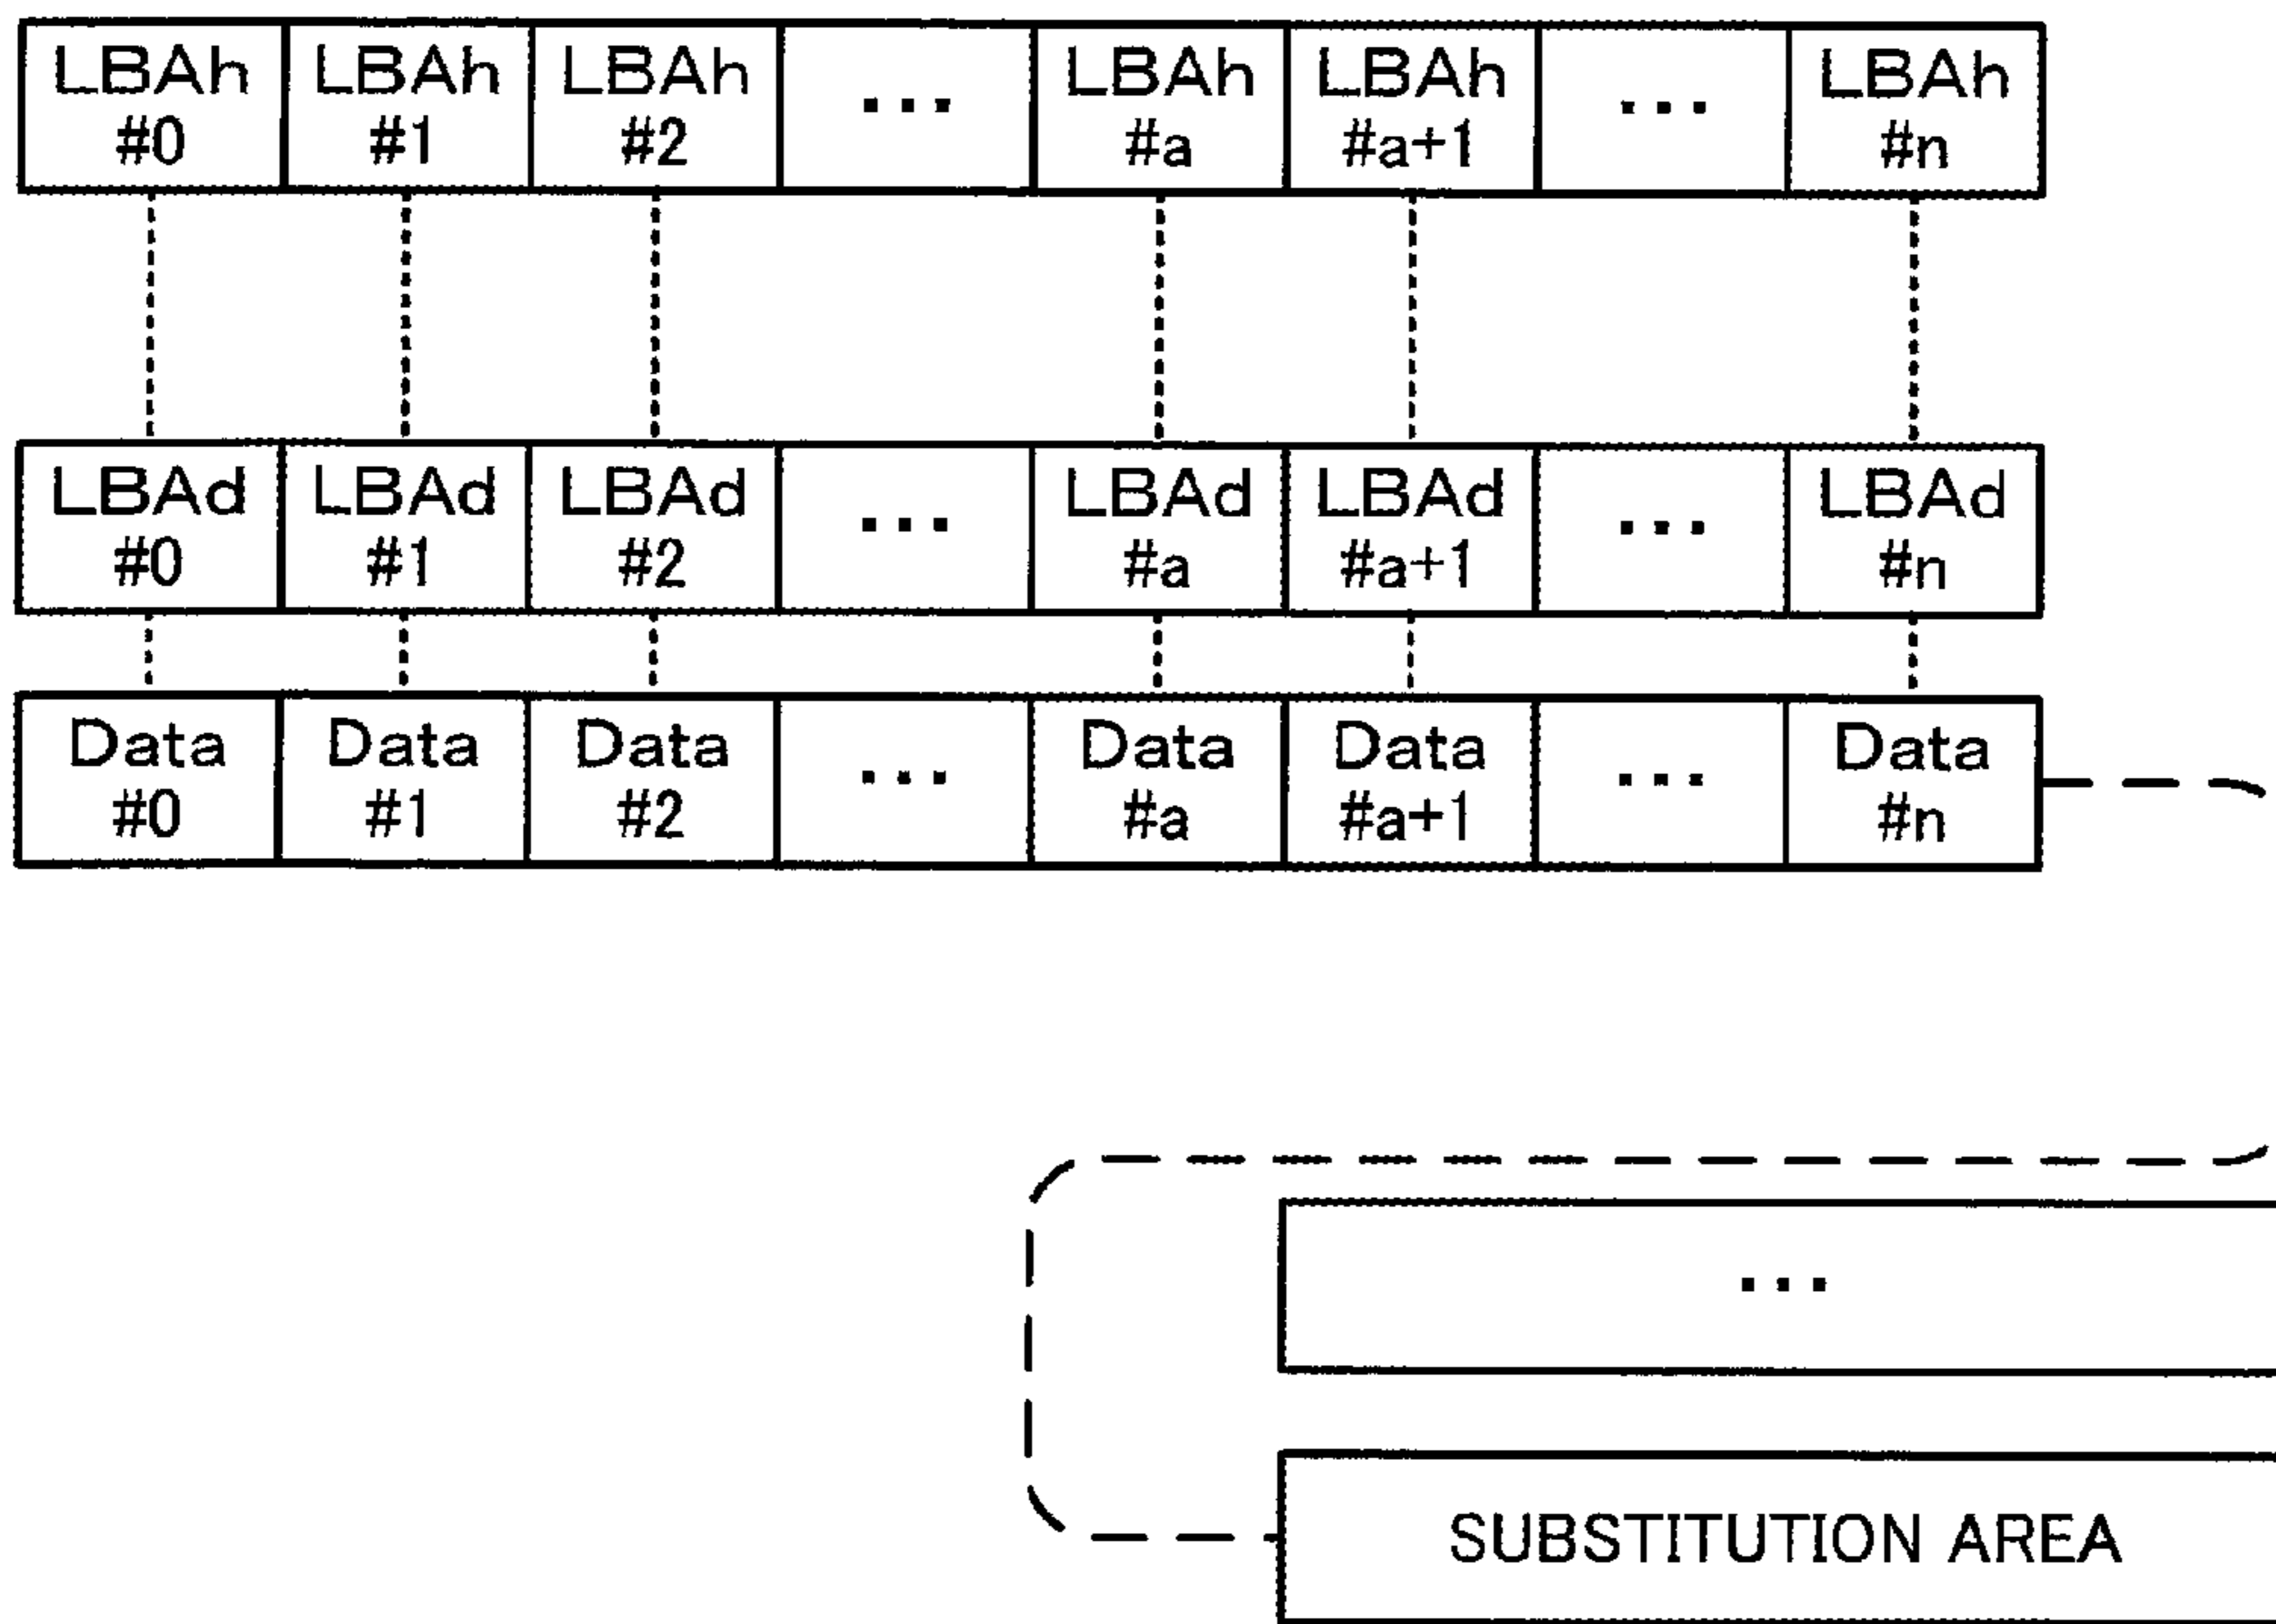 LBAh LBAh LBAh ... LBAh LBAh ... LBAh
#0 #1 #2 #a #a+1 #n
LBAd LBAd LBAd ... LBAd LBAd ... LBAd
#0 #1 #2 #a #a+1 #n
Data Data Data ... Data Data ... Data
#0 #1 #2 #a #a+1 #n
...
SUBSTITUTION AREA